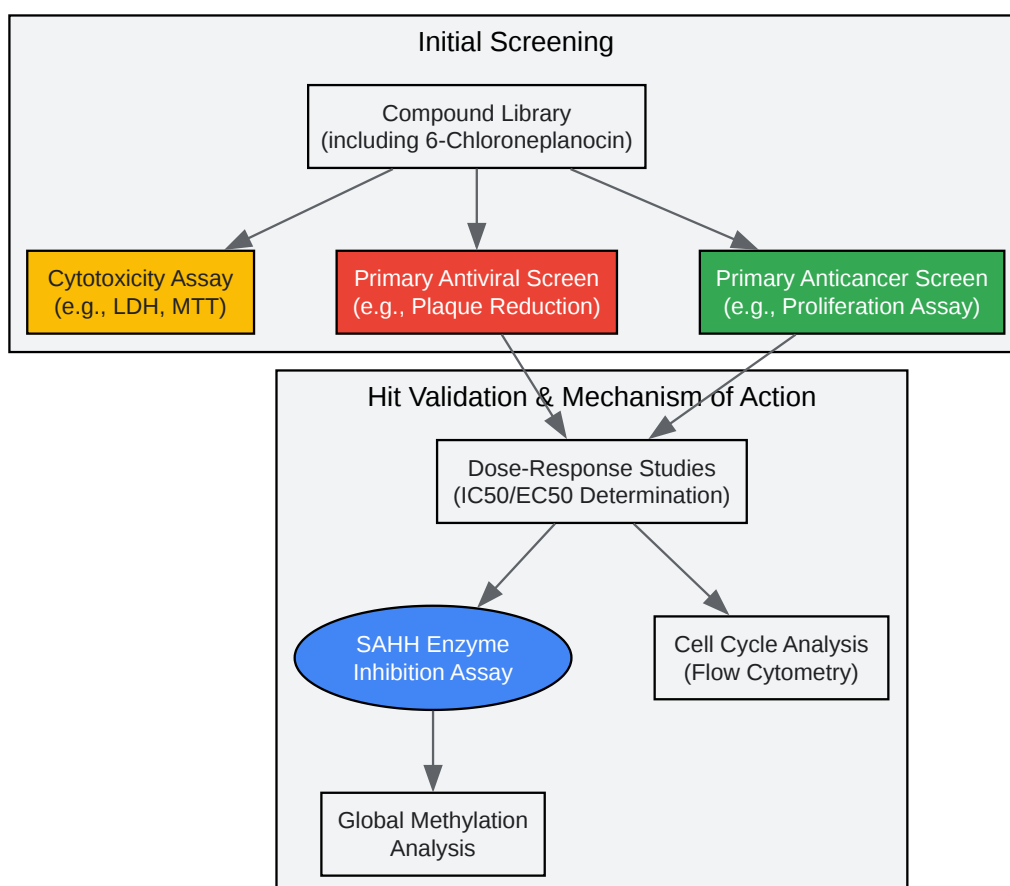 Initial Screening
Compound Library
(including 6-Chloroneplanocin)
Cytotoxicity Assay
(e.g., LDH, MTT)
Primary Antiviral Screen
(e.g., Plaque Reduction)
Primary Anticancer Screen
(e.g., Proliferation Assay)
Hit Validation & Mechanism of Action
Dose-Response Studies
(IC50/EC50 Determination)
SAHH Enzyme
Inhibition Assay
Cell Cycle Analysis
(Flow Cytometry)
Global Methylation
Analysis